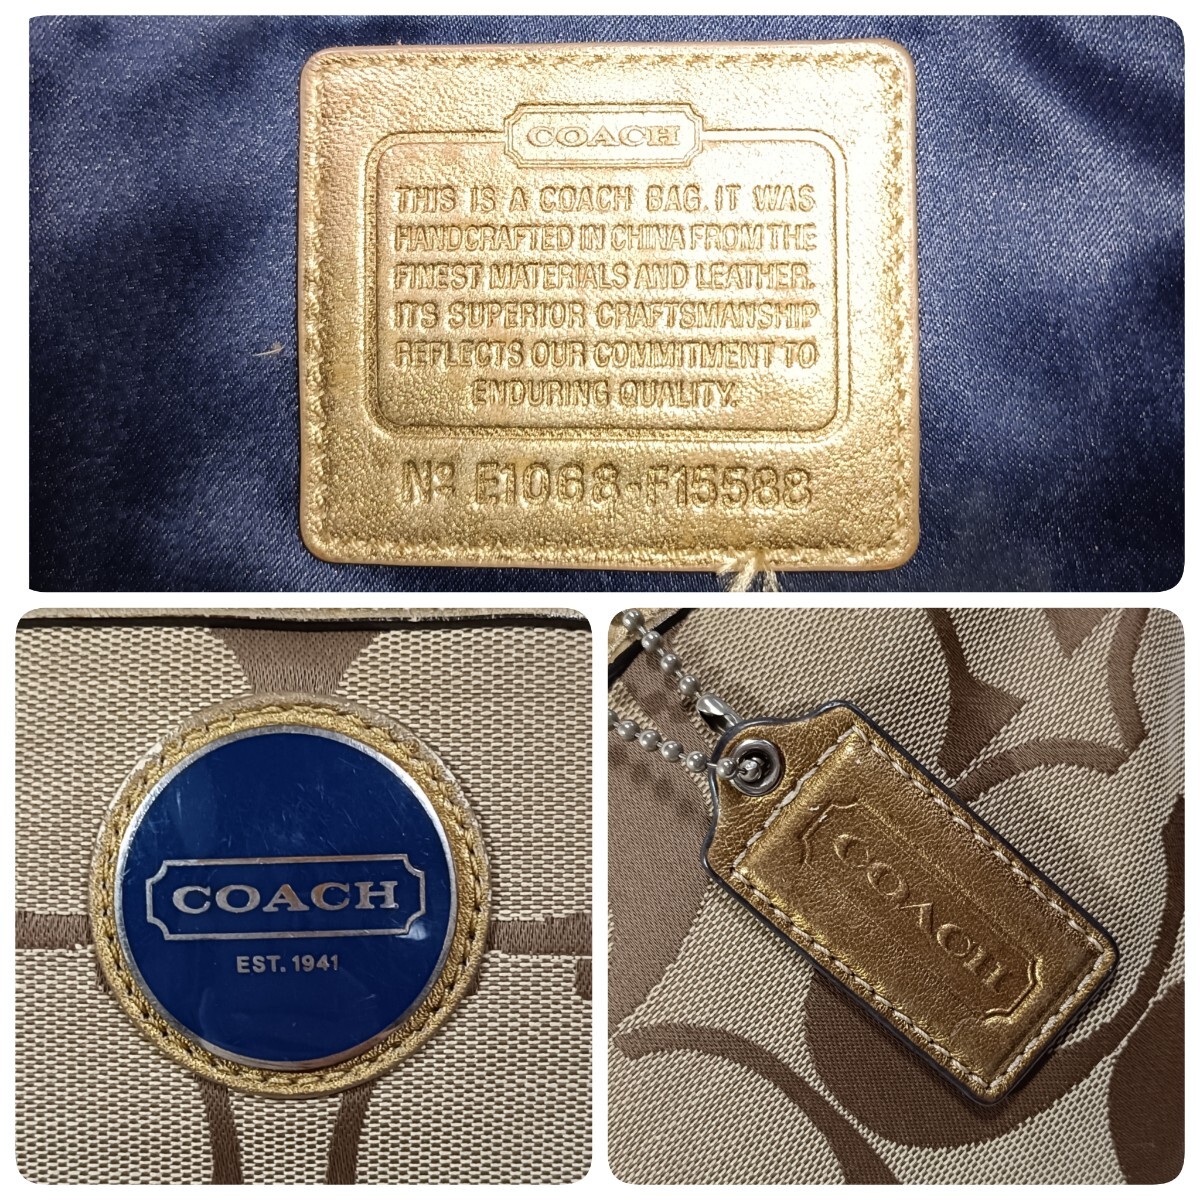 COACH
THIS IS A COACH BAG. IT WAS
HANDCRAFTED IN CHINA FROM THE
FINEST MATERIALS AND LEATHER.
ITS SUPERIOR CRAFTSMANSHIP
REFLECTS OUR COMMITMENT TO
ENDURING QUALITY.
Nº E1068-F15588
COACH
EST. 1941
COACH